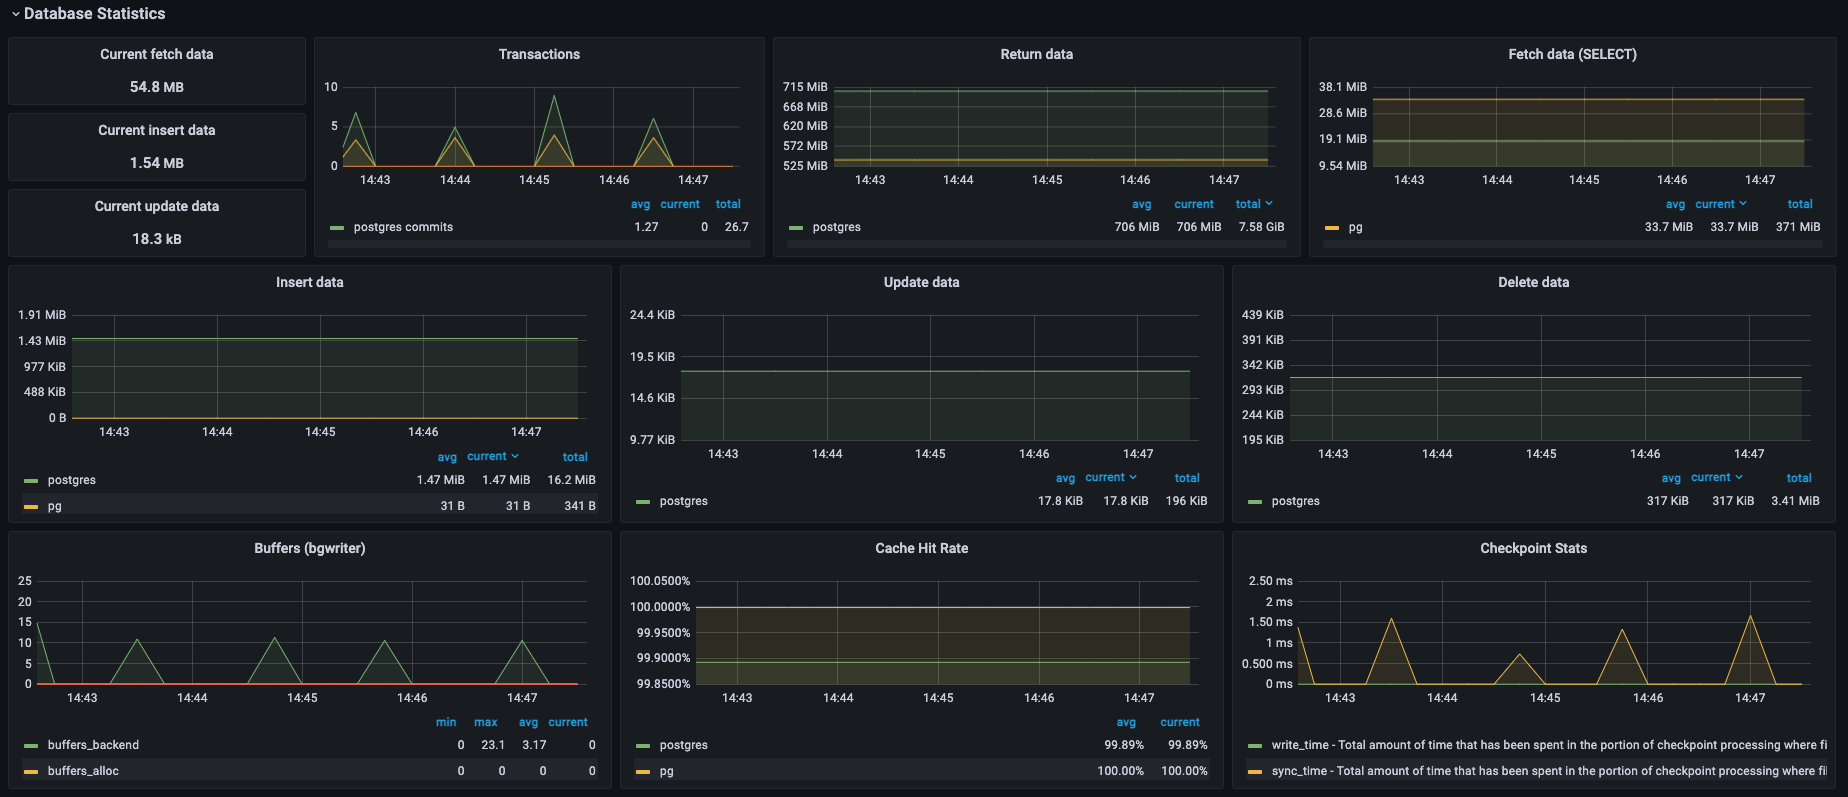 Database Statistics
Current fetch data
54.8 MB
Current insert data
1.54 MB
Current update data
18.3 kB
Transactions
10
5
0
14:43 14:44 14:45 14:46 14:47
avg current total
postgres commits 1.27 0 26.7
Return data
715 MiB
668 MiB
620 MiB
572 MiB
525 MiB
14:43 14:44 14:45 14:46 14:47
avg current total
postgres 706 MiB 706 MiB 7.58 GiB
Fetch data (SELECT)
38.1 MiB
28.6 MiB
19.1 MiB
9.54 MiB
14:43 14:44 14:45 14:46 14:47
avg current total
pg 33.7 MiB 33.7 MiB 371 MiB
Insert data
1.91 MiB
1.43 MiB
977 KiB
488 KiB
0 B
14:43 14:44 14:45 14:46 14:47
avg current total
postgres 1.47 MiB 1.47 MiB 16.2 MiB
pg 31 B 31 B 341 B
Update data
24.4 KiB
19.5 KiB
14.6 KiB
9.77 KiB
14:43 14:44 14:45 14:46 14:47
avg current total
postgres 17.8 KiB 17.8 KiB 196 KiB
Delete data
439 KiB
391 KiB
342 KiB
293 KiB
244 KiB
195 KiB
14:43 14:44 14:45 14:46 14:47
avg current total
postgres 317 KiB 317 KiB 3.41 MiB
Buffers (bgwriter)
25
20
15
10
5
0
14:43 14:44 14:45 14:46 14:47
min max avg current
buffers_backend 0 23.1 3.17 0
buffers_alloc 0 0 0 0
Cache Hit Rate
100.0500%
100.0000%
99.9500%
99.9000%
99.8500%
14:43 14:44 14:45 14:46 14:47
avg current
postgres 99.89% 99.89%
pg 100.00% 100.00%
Checkpoint Stats
2.50 ms
2 ms
1.50 ms
1 ms
0.500 ms
0 ms
14:43 14:44 14:45 14:46 14:47
write_time - Total amount of time that has been spent in the portion of checkpoint processing where fi
sync_time - Total amount of time that has been spent in the portion of checkpoint processing where fil